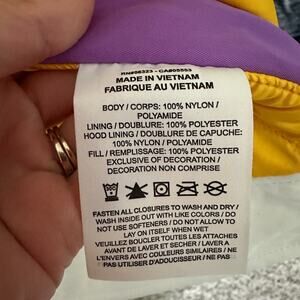 RN#56323 - CA#05553
MADE IN VIETNAM
FABRIQUE AU VIETNAM
BODY / CORPS: 100% NYLON /
POLYAMIDE
LINING / DOUBLURE: 100% POLYESTER
HOOD LINING / DOUBLURE DE CAPUCHE:
100% NYLON / POLYAMIDE
FILL / REMPLISSAGE: 100% POLYESTER
EXCLUSIVE OF DECORATION /
DECORATION NON COMPRISE
FASTEN ALL CLOSURES TO WASH AND DRY /
WASH INSIDE OUT WITH LIKE COLORS / DO
NOT USE SOFTENERS / DO NOT ALLOW TO
LAY ON ITSELF WHEN WET
VEUILLEZ BOUCLER TOUTES LES ATTACHES
AVANT DE LAVER ET SECHER / LAVER A
L'ENVERS AVEC COULEURS SIMILAIRES / NE
PAS UTILISER D'ADOUCISSEUR / NE PAS